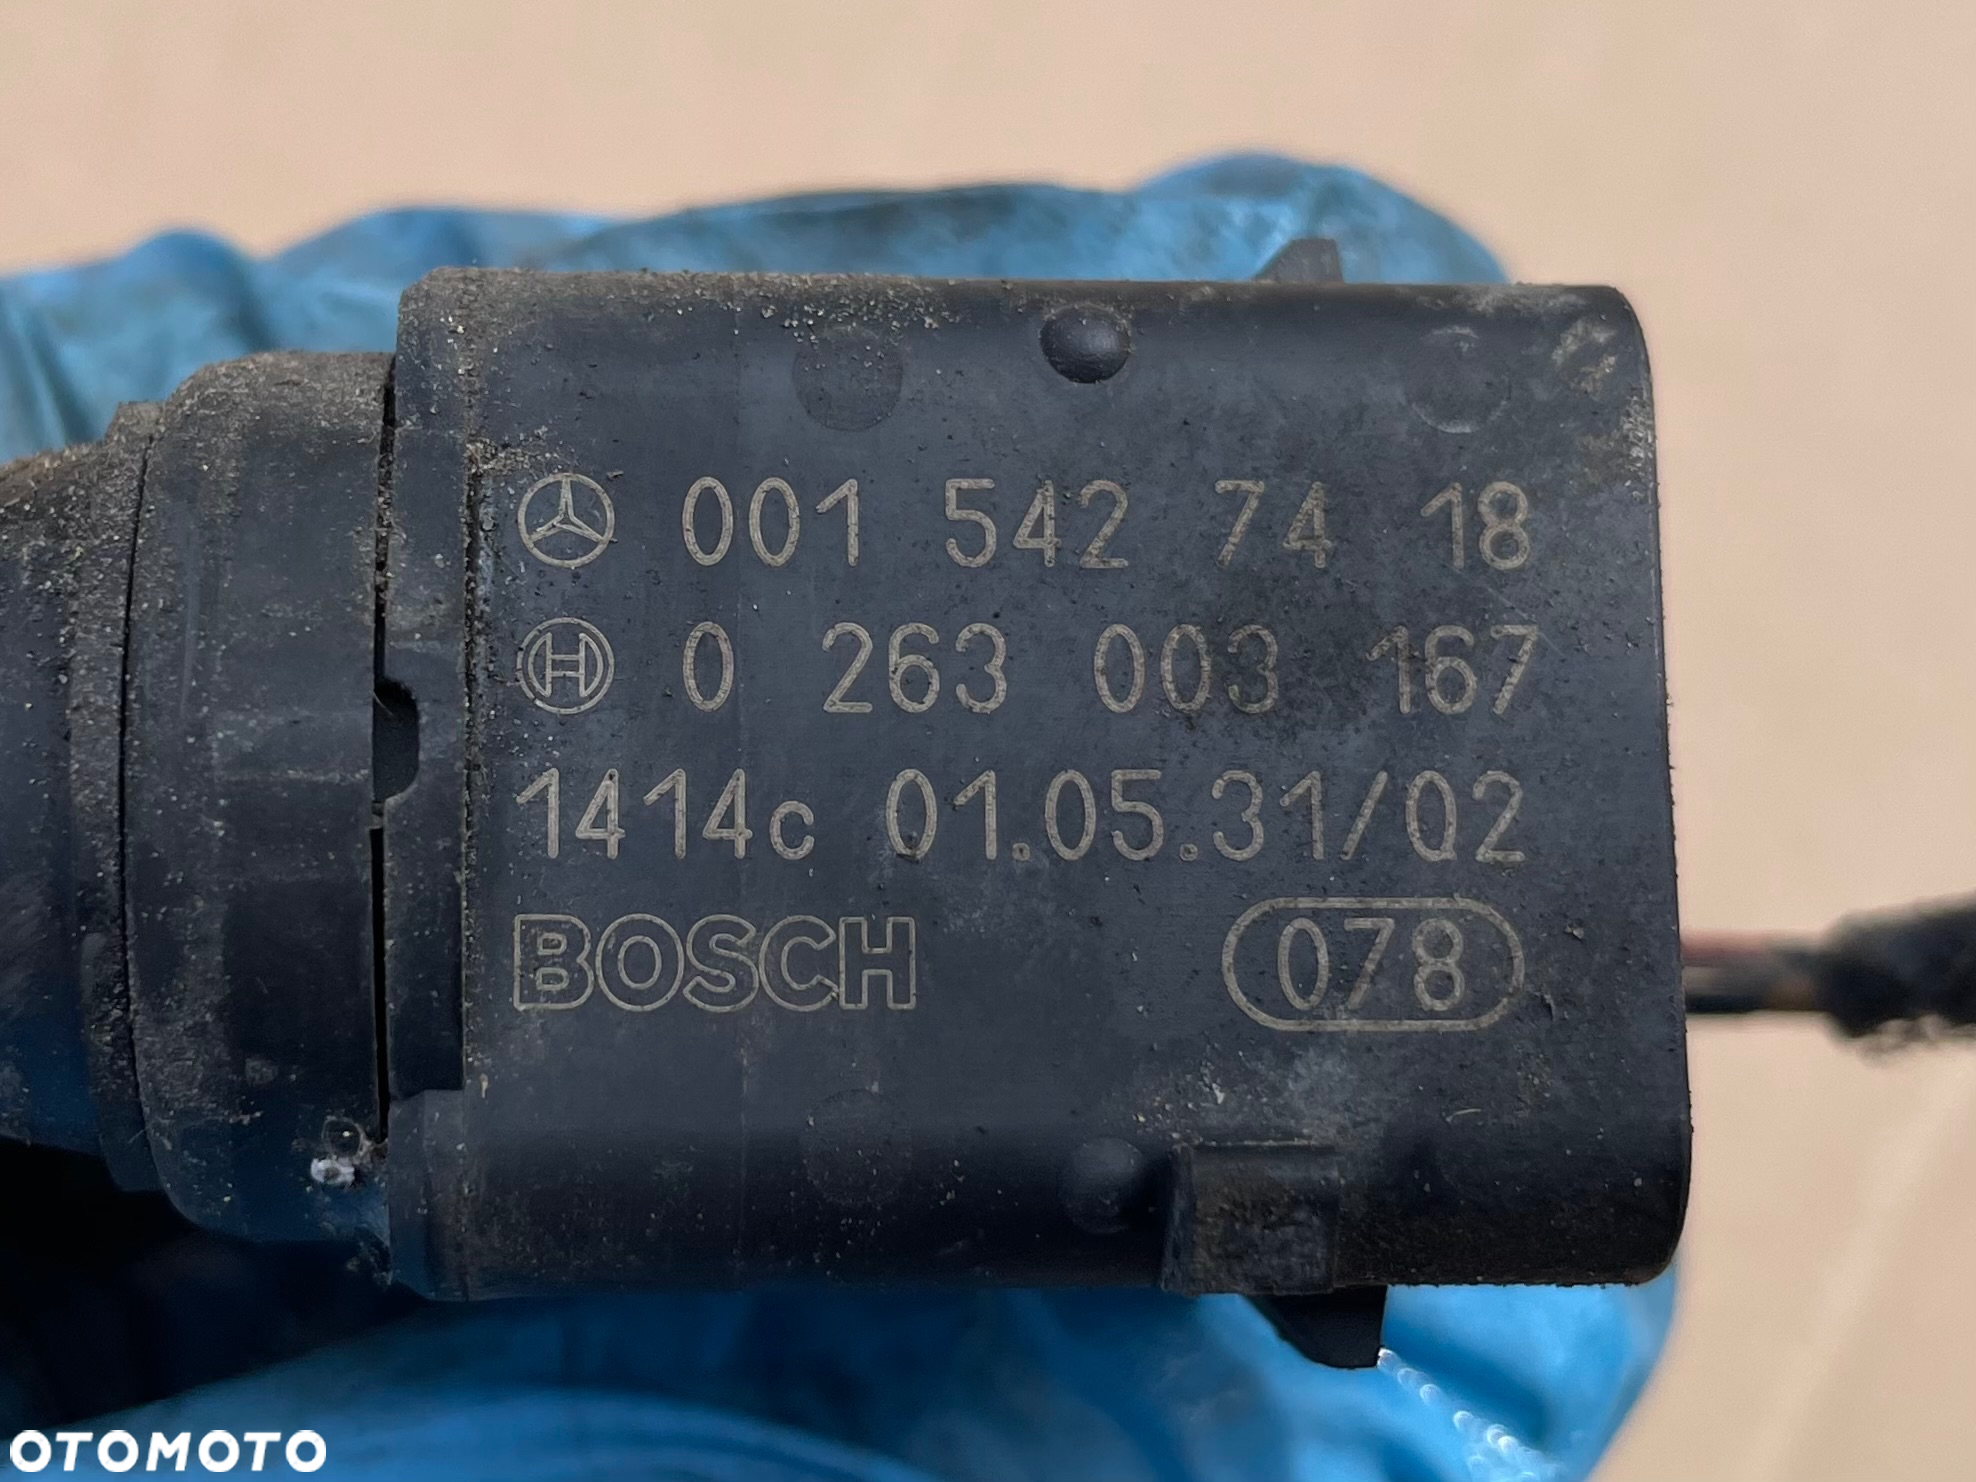 001 542 74 18
0 263 003 167
1414c 01.05.31/02
BOSCH 078
OTOMOTO